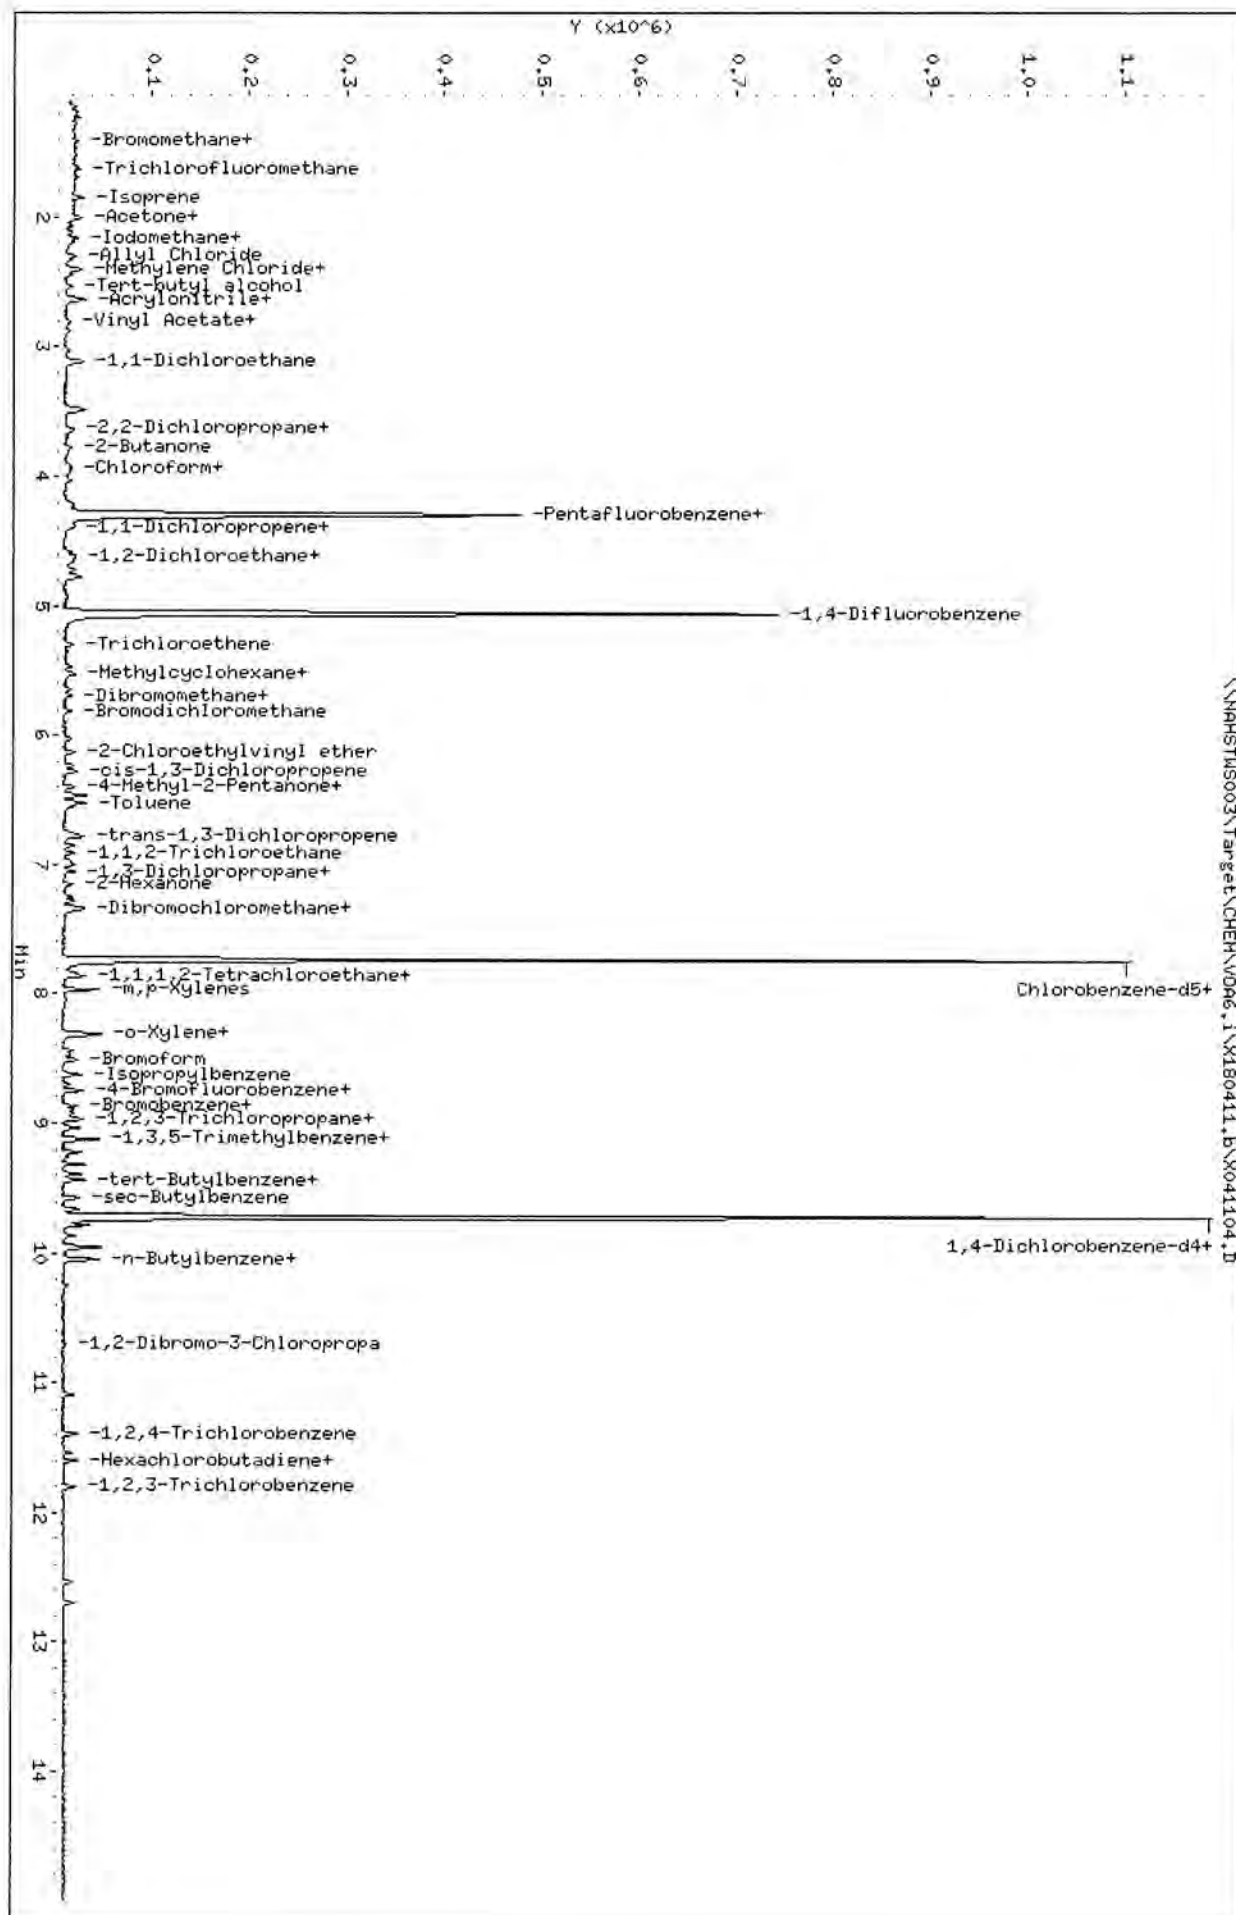 \\NAHSTWS003\Target\CHEM\VOA6.i\X180411.b\X041104.D
Y (x10^6)
0.1
0.2
0.3
0.4
0.5
0.6
0.7
0.8
0.9
1.0
1.1
-Bromomethane+
-Trichlorofluoromethane
-Isoprene
2
-Acetone+
-Iodomethane+
-Allyl Chloride
-Methylene Chloride+
-Tert-butyl alcohol
-Acrylonitrile+
-Vinyl Acetate+
3
-1,1-Dichloroethane
-2,2-Dichloropropane+
-2-Butanone
-Chloroform+
4
-Pentafluorobenzene+
-1,1-Dichloropropene+
-1,2-Dichloroethane+
5
-1,4-Difluorobenzene
-Trichloroethene
-Methylcyclohexane+
-Dibromomethane+
-Bromodichloromethane
6
-2-Chloroethylvinyl ether
-cis-1,3-Dichloropropene
-4-Methyl-2-Pentanone+
-Toluene
-trans-1,3-Dichloropropene
-1,1,2-Trichloroethane
7
-1,3-Dichloropropane+
-2-Hexanone
-Dibromochloromethane+
Min
-1,1,1,2-Tetrachloroethane+
8
-m,p-Xylenes
Chlorobenzene-d5+
-o-Xylene+
-Bromoform
-Isopropylbenzene
-4-Bromofluorobenzene+
-Bromobenzene+
9
-1,2,3-Trichloropropane+
-1,3,5-Trimethylbenzene+
-tert-Butylbenzene+
-sec-Butylbenzene
1,4-Dichlorobenzene-d4+
10
-n-Butylbenzene+
-1,2-Dibromo-3-Chloropropa
11
-1,2,4-Trichlorobenzene
-Hexachlorobutadiene+
-1,2,3-Trichlorobenzene
12
13
14